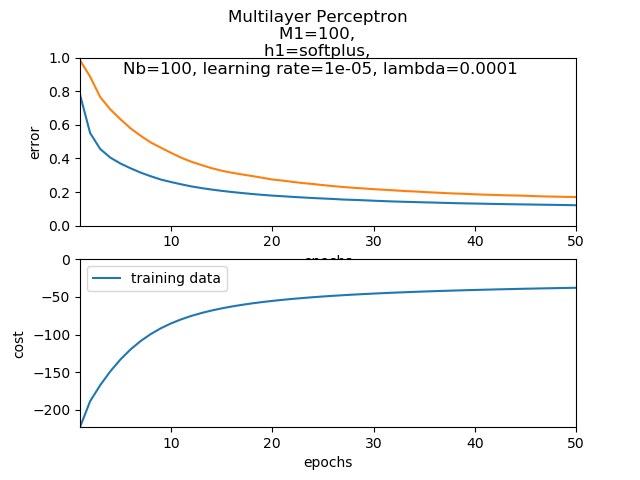 Multilayer Perceptron
M1=100,
h1=softplus,
Nb=100, learning rate=1e-05, lambda=0.0001
1.0
0.8
0.6
0.4
0.2
0.0
error
10 20 30 40 50
epochs
0
−50
−100
−150
−200
cost
training data
10 20 30 40 50
epochs